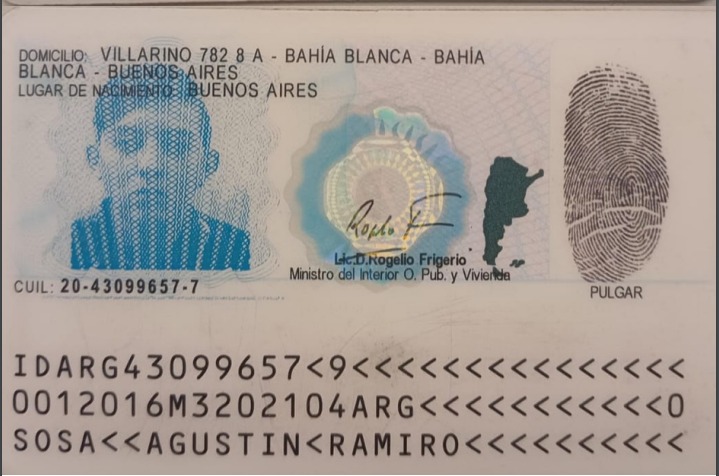 DOMICILIO: VILLARINO 782 8 A - BAHÍA BLANCA - BAHÍA
BLANCA - BUENOS AIRES
LUGAR DE NACIMIENTO: BUENOS AIRES
Lic.D.Rogelio Frigerio
Ministro del Interior O. Pub. y Vivienda
CUIL: 20-43099657-7
PULGAR
IDARG43099657<9<<<<<<<<<<<<<<<
0012016M3202104ARG<<<<<<<<<<<0
SOSA<<AGUSTIN<RAMIRO<<<<<<<<<<